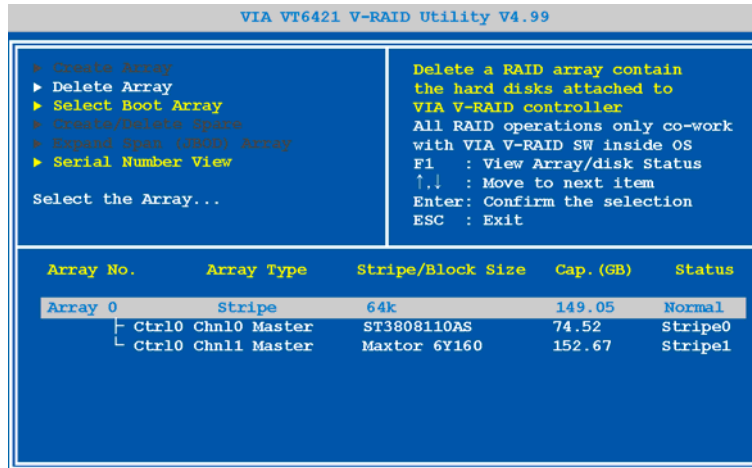 VIA VT6421 V-RAID Utility V4.99
▶ Create Array
▶ Delete Array
▶ Select Boot Array
▶ Create/Delete Spare
▶ Expand Span (JBOD) Array
▶ Serial Number View
Select the Array...
Delete a RAID array contain
the hard disks attached to
VIA V-RAID controller
All RAID operations only co-work
with VIA V-RAID SW inside OS
F1 : View Array/disk Status
↑,↓ : Move to next item
Enter: Confirm the selection
ESC : Exit
Array No. Array Type Stripe/Block Size Cap.(GB) Status
Array 0 Stripe 64k 149.05 Normal
├ Ctrl0 Chnl0 Master ST3808110AS 74.52 Stripe0
└ Ctrl0 Chnl1 Master Maxtor 6Y160 152.67 Stripe1